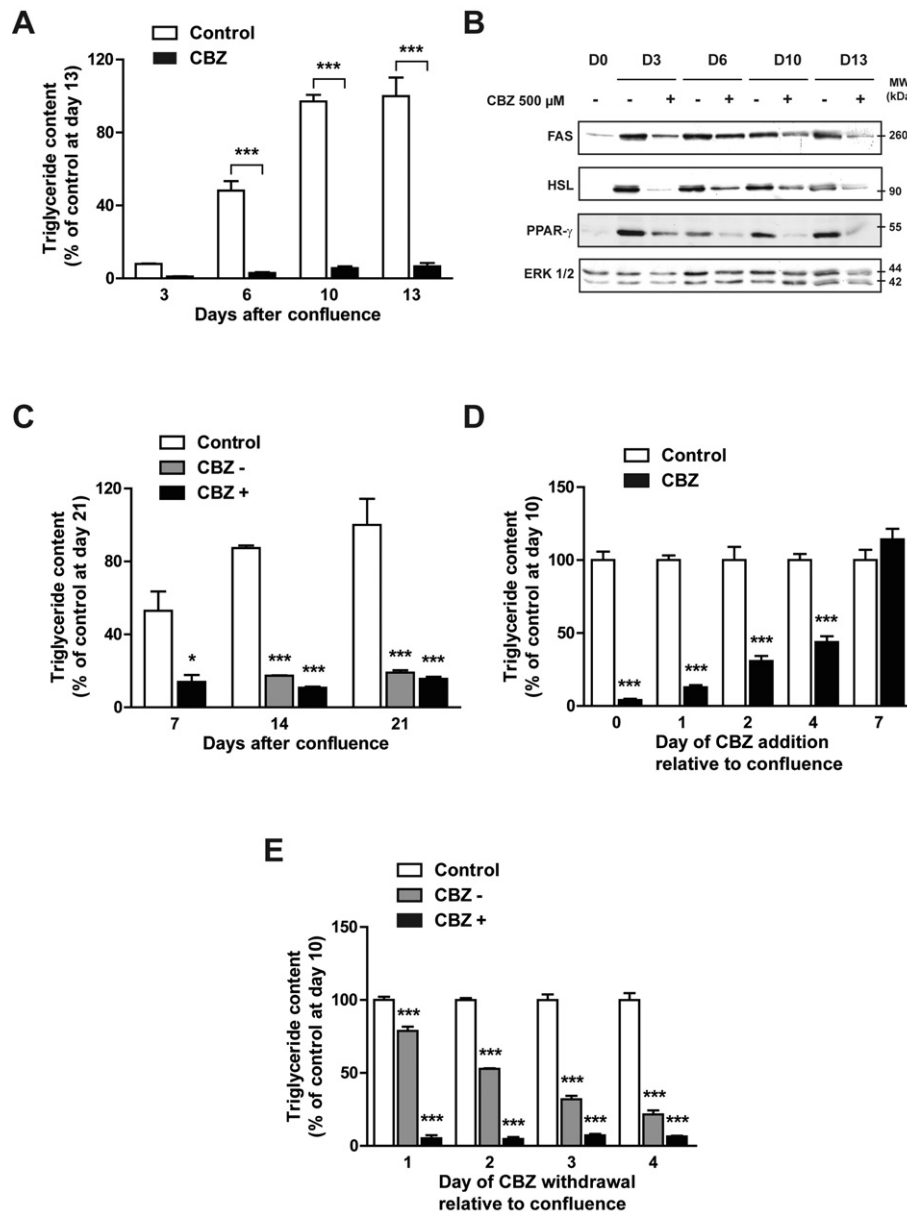 A
Control
CBZ
Triglyceride content
(% of control at day 13)
120
80
40
0
***
***
***
3 6 10 13
Days after confluence
B
D0 D3 D6 D10 D13
MW
(kDa
CBZ 500 µM - - + - + - + - +
FAS 260
HSL 90
PPAR-γ 55
ERK 1/2 44
42
C
Control
CBZ -
CBZ +
Triglyceride content
(% of control at day 21)
120
80
40
0
* *** *** *** ***
7 14 21
Days after confluence
D
Control
CBZ
Triglyceride content
(% of control at day 10)
150
100
50
0
*** *** *** ***
0 1 2 4 7
Day of CBZ addition
relative to confluence
E
Control
CBZ -
CBZ +
Triglyceride content
(% of control at day 10)
150
100
50
0
*** *** *** *** *** *** *** ***
1 2 3 4
Day of CBZ withdrawal
relative to confluence